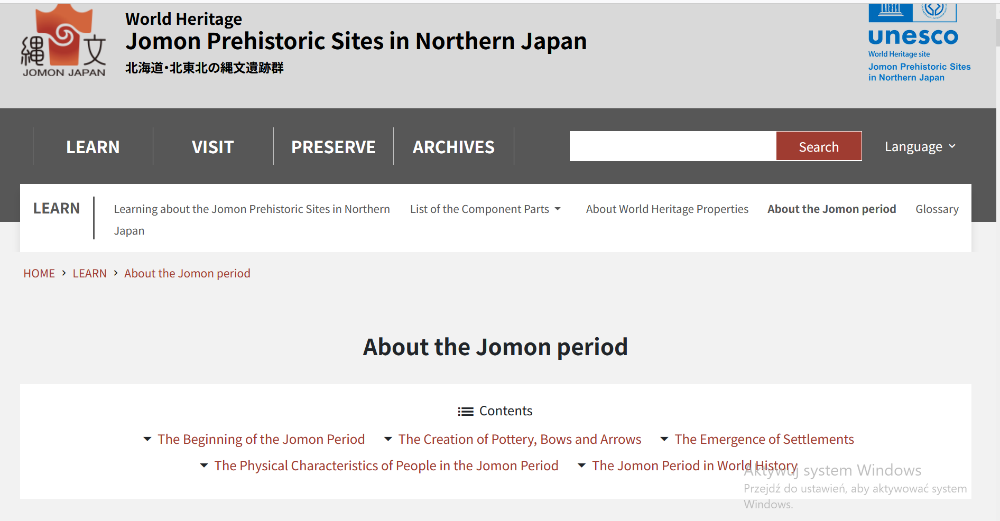 縄文
JOMON JAPAN
World Heritage
Jomon Prehistoric Sites in Northern Japan
北海道・北東北の縄文遺跡群
UNESCO
unesco
World Heritage site
Jomon Prehistoric Sites
in Northern Japan
LEARN VISIT PRESERVE ARCHIVES Search Language
LEARN Learning about the Jomon Prehistoric Sites in Northern List of the Component Parts About World Heritage Properties About the Jomon period Glossary
Japan
HOME > LEARN > About the Jomon period
About the Jomon period
Contents
The Beginning of the Jomon Period The Creation of Pottery, Bows and Arrows The Emergence of Settlements
The Physical Characteristics of People in the Jomon Period The Jomon Period in World History
Aktywuj system Windows
Przejdź do ustawień, aby aktywować system
Windows.